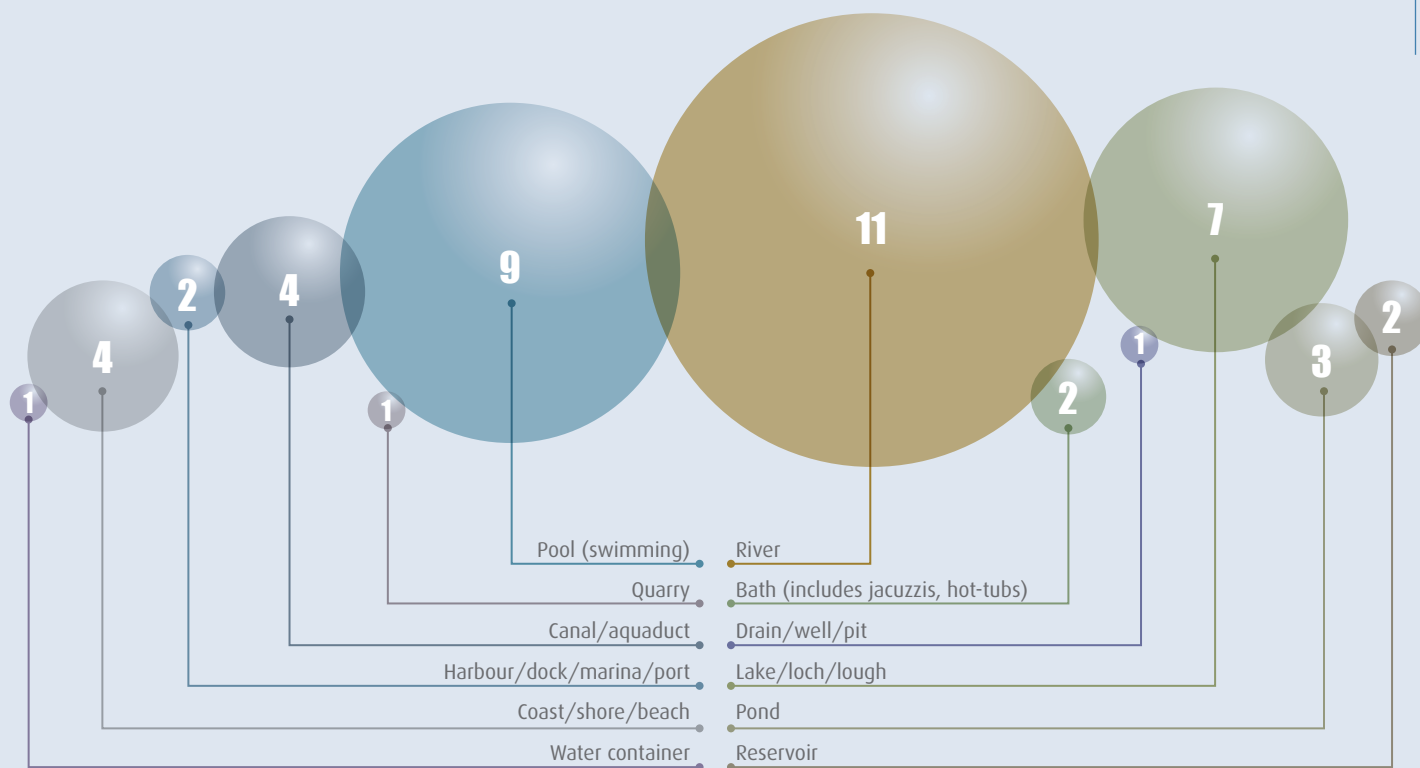 11
9
7
4
2
4
2
1
3
1
2
1
Pool (swimming)
River
Quarry
Bath (includes jacuzzis, hot-tubs)
Canal/aquaduct
Drain/well/pit
Harbour/dock/marina/port
Lake/loch/lough
Coast/shore/beach
Pond
Water container
Reservoir